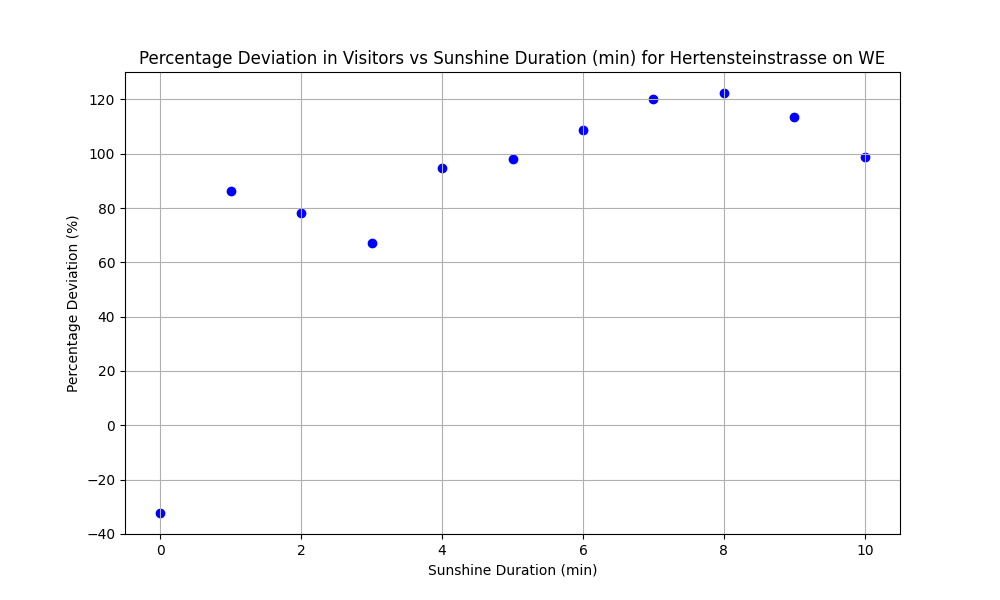 Percentage Deviation in Visitors vs Sunshine Duration (min) for Hertensteinstrasse on WE
120
100
80
60
40
20
0
−20
−40
Percentage Deviation (%)
0 2 4 6 8 10
Sunshine Duration (min)